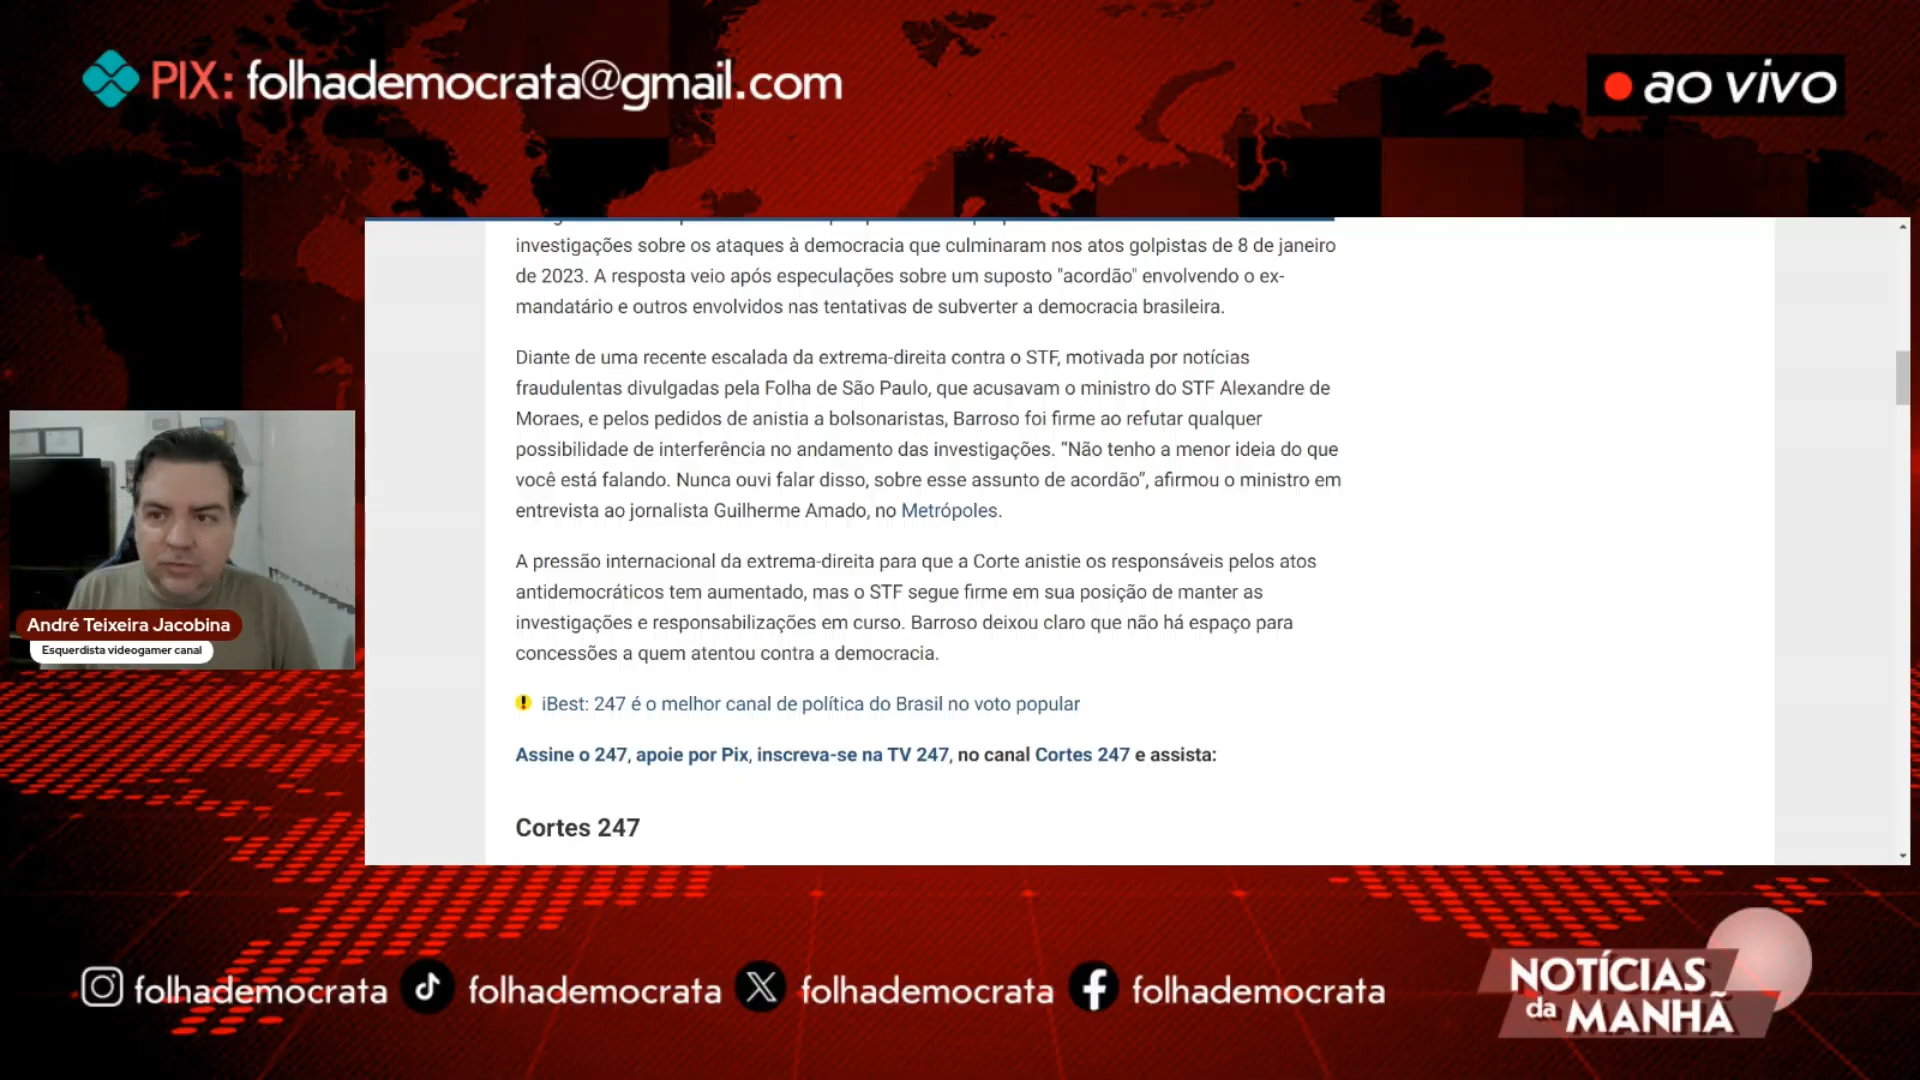 PIX: folhademocrata@gmail.com
ao vivo
investigações sobre os ataques à democracia que culminaram nos atos golpistas de 8 de janeiro
de 2023. A resposta veio após especulações sobre um suposto "acordão" envolvendo o ex-
mandatário e outros envolvidos nas tentativas de subverter a democracia brasileira.
Diante de uma recente escalada da extrema-direita contra o STF, motivada por notícias
fraudulentas divulgadas pela Folha de São Paulo, que acusavam o ministro do STF Alexandre de
Moraes, e pelos pedidos de anistia a bolsonaristas, Barroso foi firme ao refutar qualquer
possibilidade de interferência no andamento das investigações. “Não tenho a menor ideia do que
você está falando. Nunca ouvi falar disso, sobre esse assunto de acordão”, afirmou o ministro em
entrevista ao jornalista Guilherme Amado, no Metrópoles.
A pressão internacional da extrema-direita para que a Corte anistie os responsáveis pelos atos
antidemocráticos tem aumentado, mas o STF segue firme em sua posição de manter as
investigações e responsabilizações em curso. Barroso deixou claro que não há espaço para
concessões a quem atentou contra a democracia.
iBest: 247 é o melhor canal de política do Brasil no voto popular
Assine o 247, apoie por Pix, inscreva-se na TV 247, no canal Cortes 247 e assista:
Cortes 247
André Teixeira Jacobina
Esquerdista videogamer canal
folhademocrata folhademocrata folhademocrata folhademocrata
NOTÍCIAS
da MANHÃ